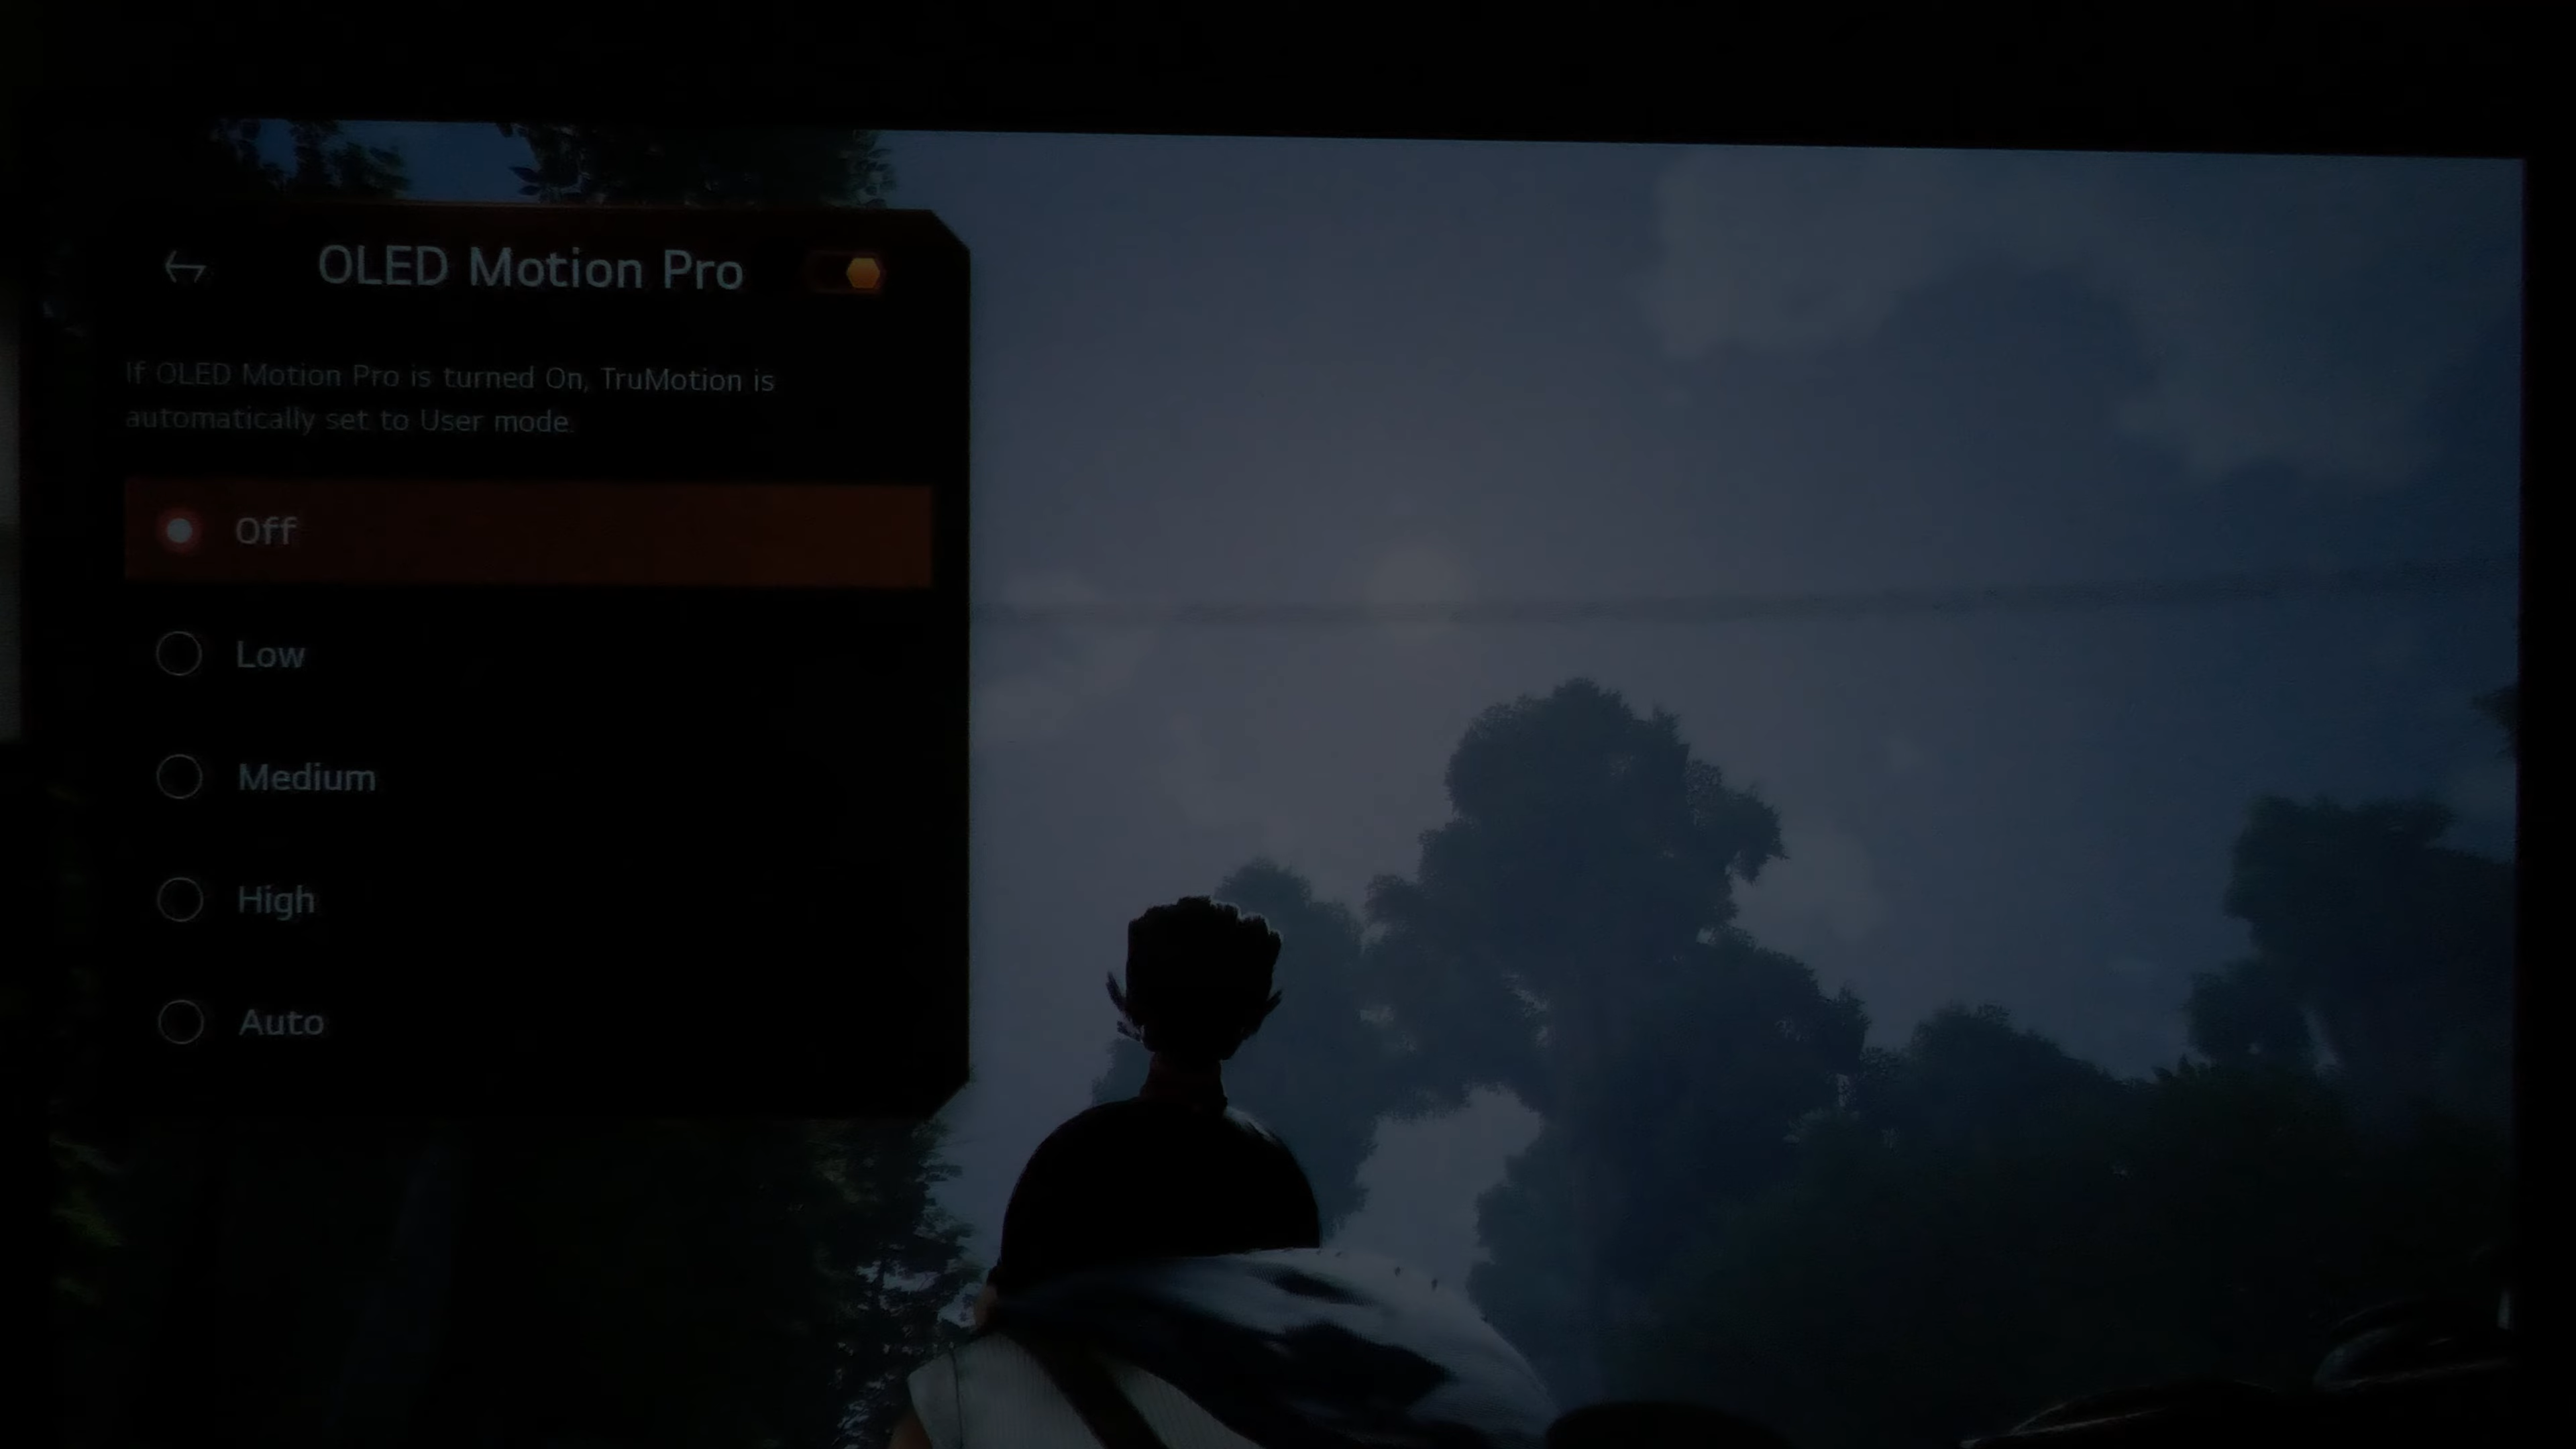 OLED Motion Pro
If OLED Motion Pro is turned On, TruMotion is
automatically set to User mode.
Off
Low
Medium
High
Auto